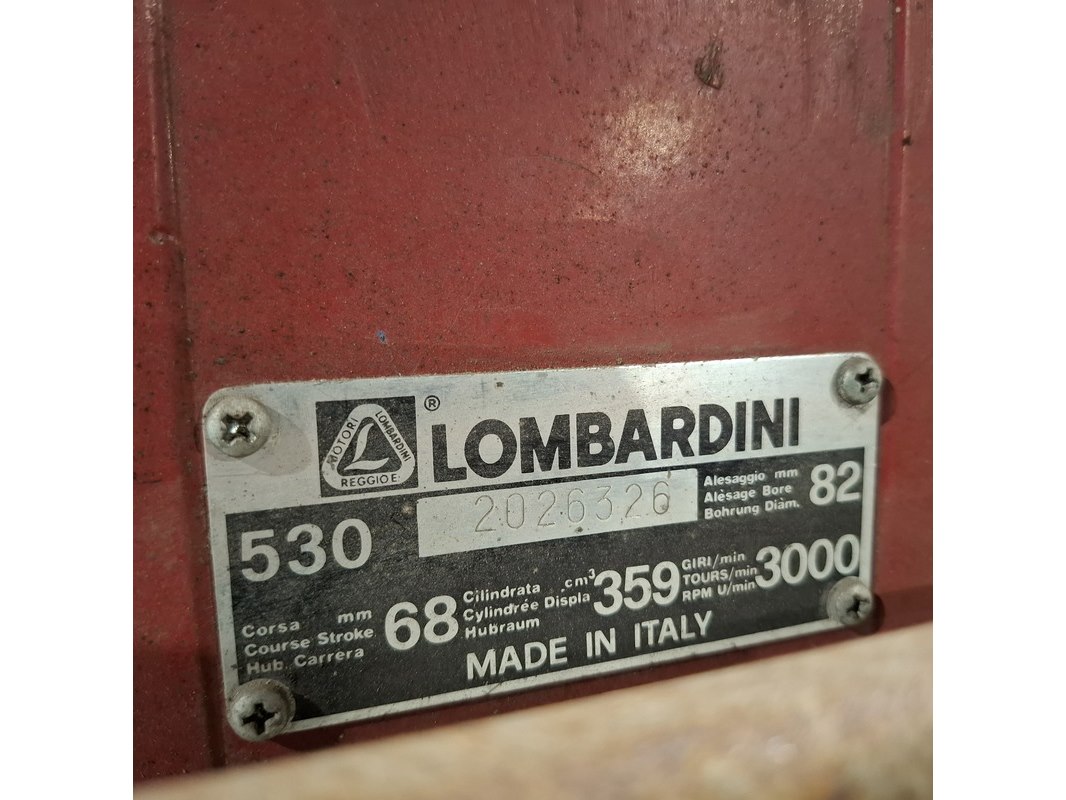 MOTORI LOMBARDINI REGGIO E.
® LOMBARDINI
2026326
Alesaggio mm
Alésage Bore 82
Bohrung Diám.
530
Corsa mm
Course Stroke 68
Hub. Carrera
Cilindrata cm³
Cylindrée Displa 359
Hubraum
GIRI/min
TOURS/min 3000
RPM U/min
MADE IN ITALY